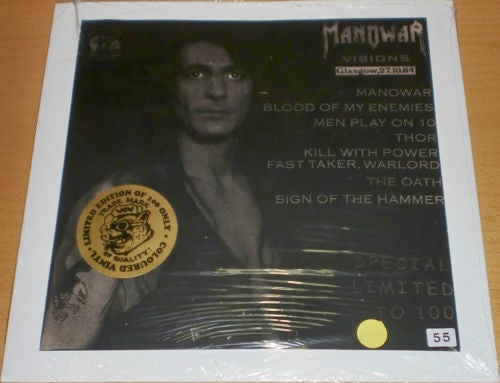 MANOWAR
VISIONS
Glasgow,27.10.84
MANOWAR
BLOOD OF MY ENEMIES
MEN PLAY ON 10
THOR
KILL WITH POWER
FAST TAKER, WARLORD
THE OATH
SIGN OF THE HAMMER
LIMITED EDITION OF 100 ONLY
COLOURED VINYL
TRADE MARK
OF QUALITY
SPECIAL
LIMITED
TO 100
55